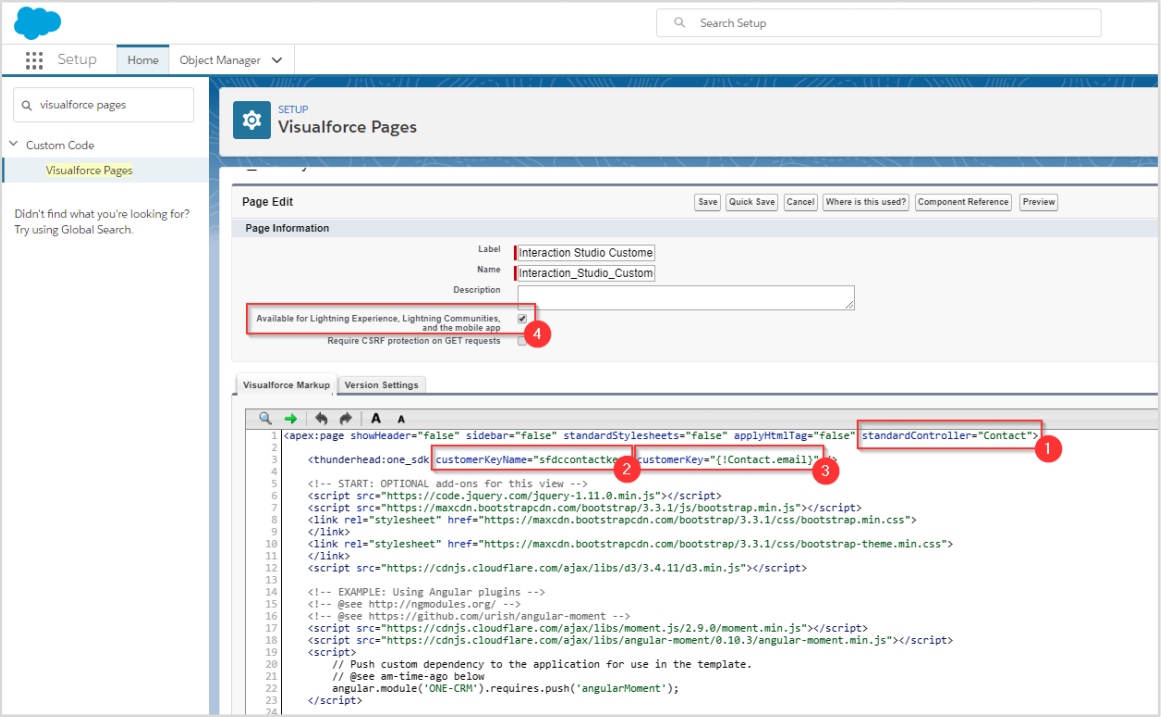 Search Setup
Setup
Home
Object Manager
visualforce pages
Custom Code
Visualforce Pages
Didn't find what you're looking for?
Try using Global Search.
SETUP
Visualforce Pages
Page Edit
Save
Quick Save
Cancel
Where is this used?
Component Reference
Preview
Page Information
Label
Interaction Studio Custome
Name
Interaction_Studio_Custom
Description
Available for Lightning Experience, Lightning Communities,
and the mobile app
4
Require CSRF protection on GET requests
Visualforce Markup
Version Settings
A A
1 <apex:page showHeader="false" sidebar="false" standardStylesheets="false" applyHtmlTag="false" standardController="Contact">
1
2
3 <thunderhead:one_sdk customerKeyName="sfdccontactke customerKey="{!Contact.email}"
2
3
4
5 <!-- START: OPTIONAL add-ons for this view -->
6 <script src="https://code.jquery.com/jquery-1.11.0.min.js"></script>
7 <script src="https://maxcdn.bootstrapcdn.com/bootstrap/3.3.1/js/bootstrap.min.js"></script>
8 <link rel="stylesheet" href="https://maxcdn.bootstrapcdn.com/bootstrap/3.3.1/css/bootstrap.min.css">
9 </link>
10 <link rel="stylesheet" href="https://maxcdn.bootstrapcdn.com/bootstrap/3.3.1/css/bootstrap-theme.min.css">
11 </link>
12 <script src="https://cdnjs.cloudflare.com/ajax/libs/d3/3.4.11/d3.min.js"></script>
13
14 <!-- EXAMPLE: Using Angular plugins -->
15 <!-- @see http://ngmodules.org/ -->
16 <!-- @see https://github.com/urish/angular-moment -->
17 <script src="https://cdnjs.cloudflare.com/ajax/libs/moment.js/2.9.0/moment.min.js"></script>
18 <script src="https://cdnjs.cloudflare.com/ajax/libs/angular-moment/0.10.3/angular-moment.min.js"></script>
19 <script>
20 // Push custom dependency to the application for use in the template.
21 // @see am-time-ago below
22 angular.module('ONE-CRM').requires.push('angularMoment');
23 </script>
24